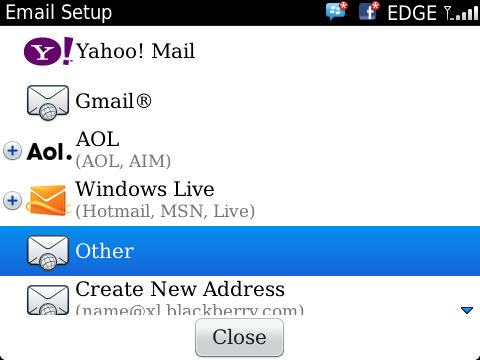 Email Setup EDGE
Y!
Yahoo! Mail
Gmail®
Aol.
AOL
(AOL, AIM)
Windows Live
(Hotmail, MSN, Live)
Other
Create New Address
(name@xl.blackberry.com)
Close